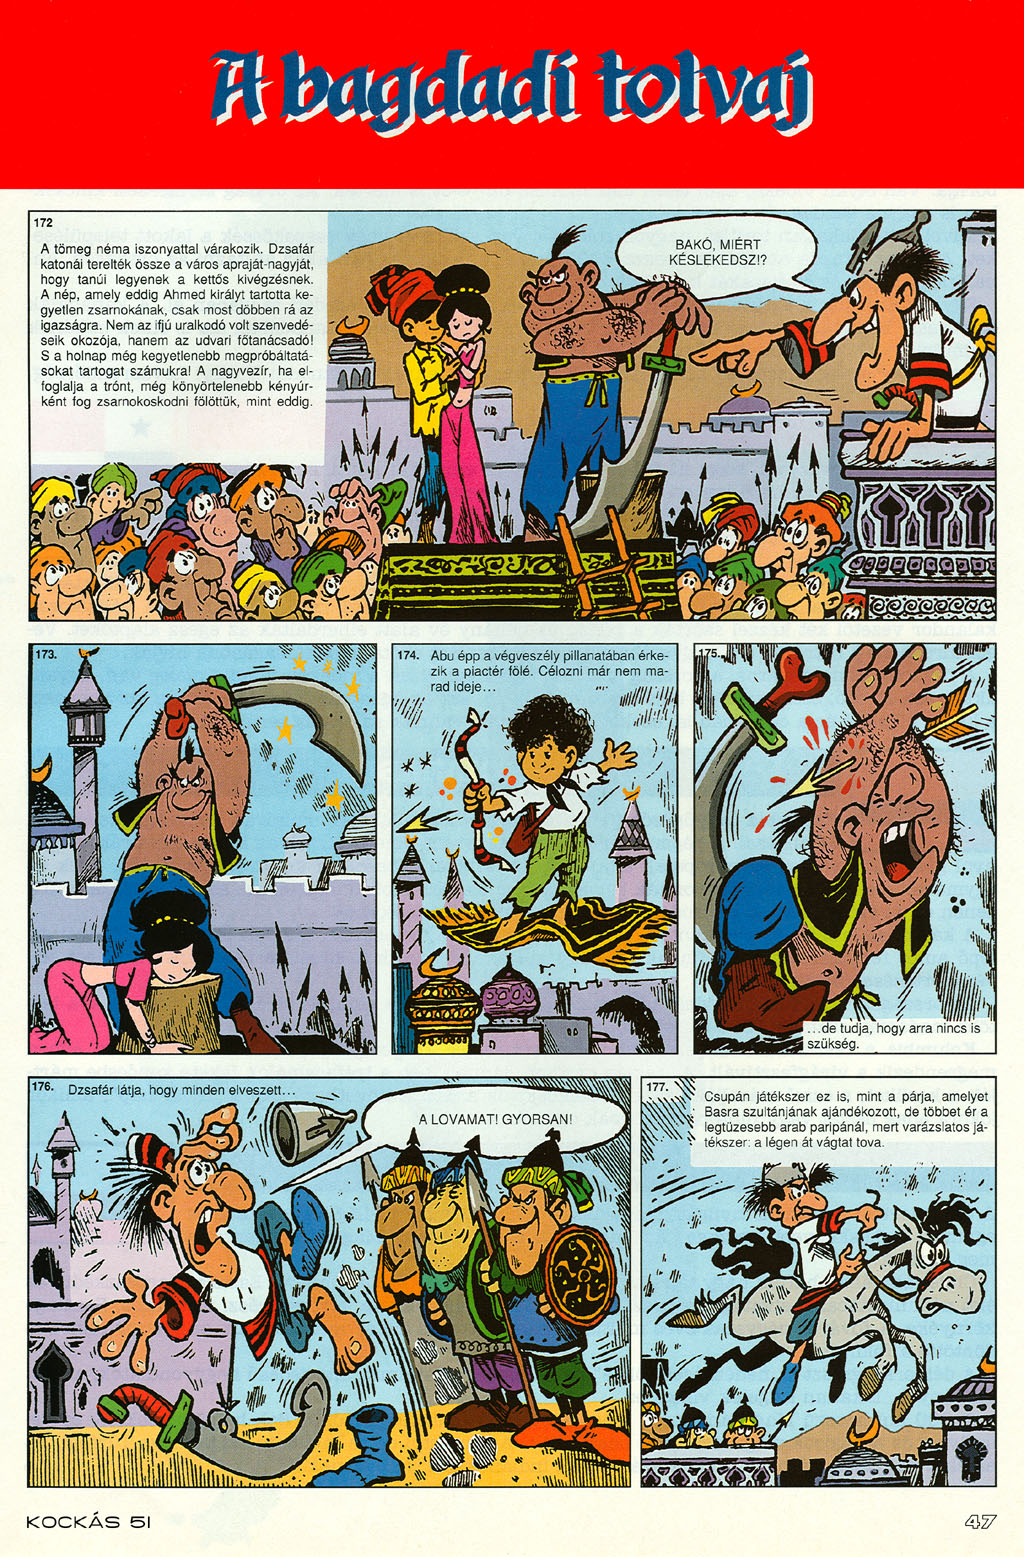 A bagdadi tolvaj
172
A tömeg néma iszonyattal várakozik. Dzsafár
katonái terelték össze a város apraját-nagyját,
hogy tanúi legyenek a kettős kivégzésnek.
A nép, amely eddig Ahmed királyt tartotta ke-
gyetlen zsarnokának, csak most döbben rá az
igazságra. Nem az ifjú uralkodó volt szenvedé-
seik okozója, hanem az udvari főtanácsadó!
S a holnap még kegyetlenebb megpróbáltatá-
sokat tartogat számukra! A nagyvezír, ha el-
foglalja a trónt, még könyörtelenebb kényúr-
ként fog zsarnokoskodni fölöttük, mint eddig.
BAKÓ, MIÉRT
KÉSLEKEDSZ!?
173.
174. Abu épp a végveszély pillanatában érke-
zik a piactér fölé. Célozni már nem ma-
rad ideje...
175.
...de tudja, hogy arra nincs is
szükség.
176. Dzsafár látja, hogy minden elveszett...
A LOVAMAT! GYORSAN!
177. Csupán játékszer ez is, mint a párja, amelyet
Basra szultánjának ajándékozott, de többet ér a
legtüzesebb arab paripánál, mert varázslatos já-
tékszer: a légen át vágtat tova.
KOCKÁS 51
47